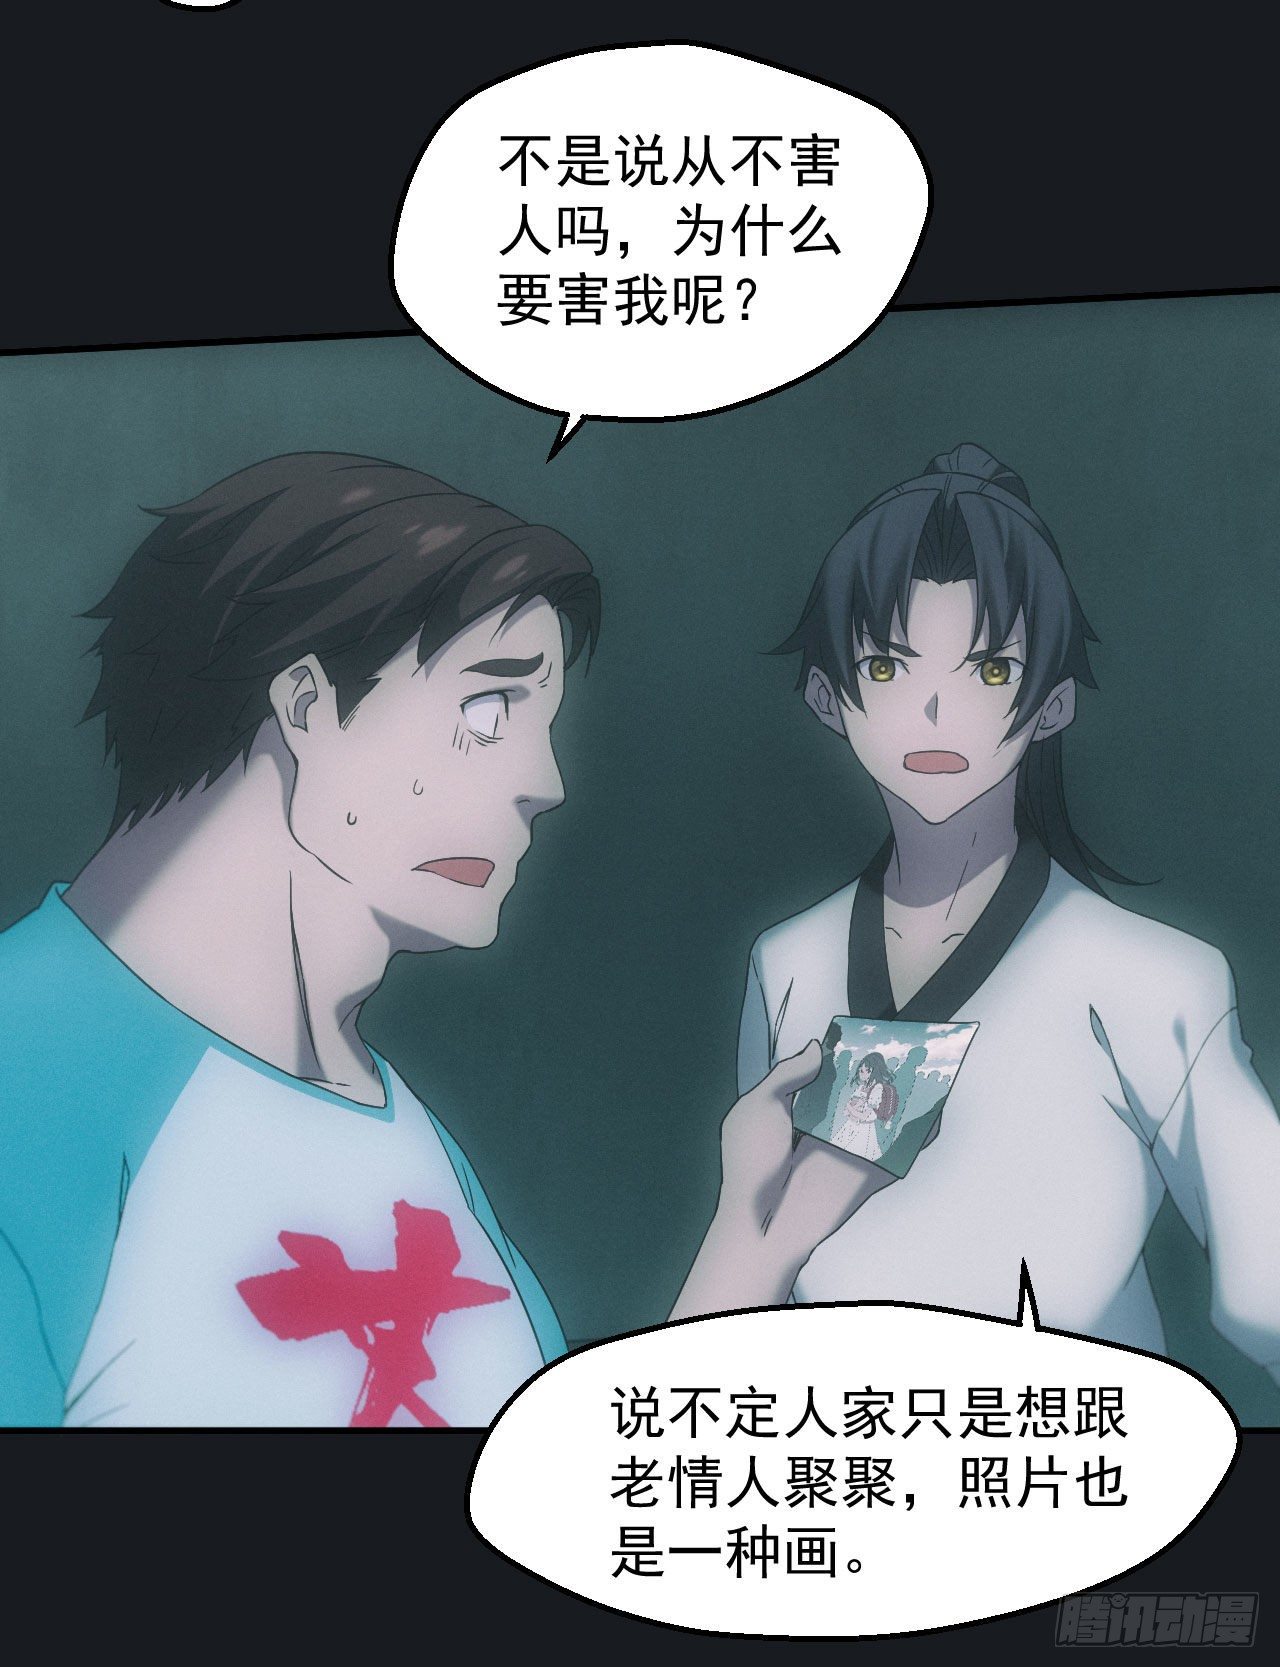 不是说从不害
人吗，为什么
要害我呢？
说不定人家只是想跟
老情人聚聚，照片也
是一种画。
腾讯动漫